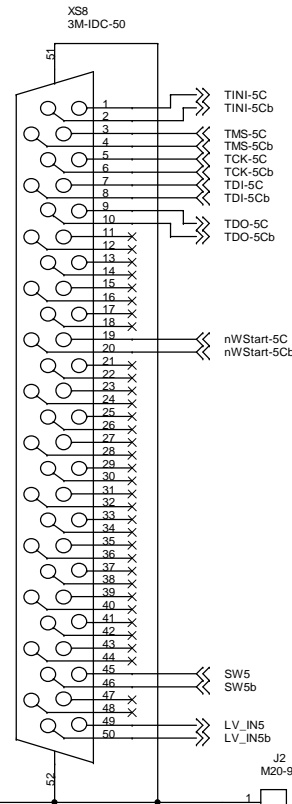 XS8
3M-IDC-50
51
1 TINI-5C
2 TINI-5Cb
3 TMS-5C
4 TMS-5Cb
5 TCK-5C
6 TCK-5Cb
7 TDI-5C
8 TDI-5Cb
9 TDO-5C
10 TDO-5Cb
11
12
13
14
15
16
17
18
19 nWStart-5C
20 nWStart-5Cb
21
22
23
24
25
26
27
28
29
30
31
32
33
34
35
36
37
38
39
40
41
42
43
44
45 SW5
46 SW5b
47
48
49 LV_IN5
50 LV_IN5b
52
J2
M20-9
1